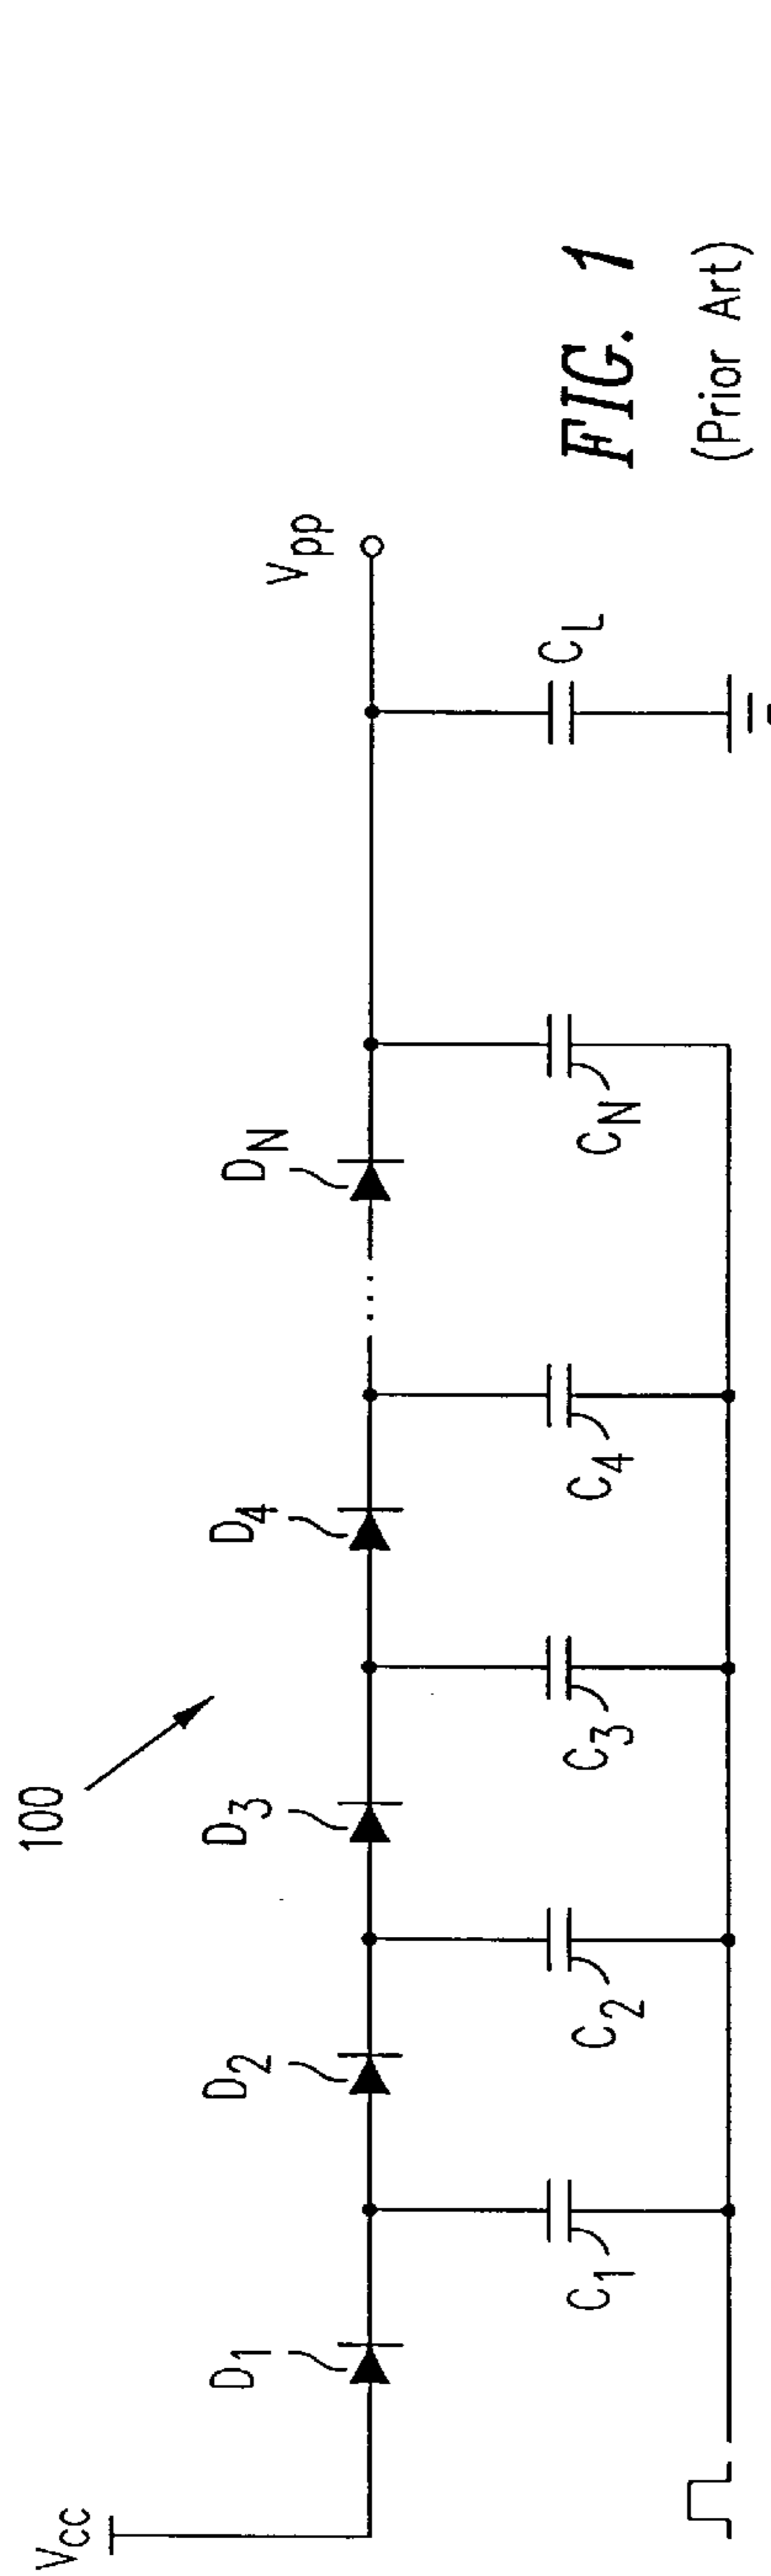 100
Vcc
D1
D2
D3
D4
...
DN
Vpp
C1
C2
C3
C4
CN
CL
FIG. 1
(Prior Art)